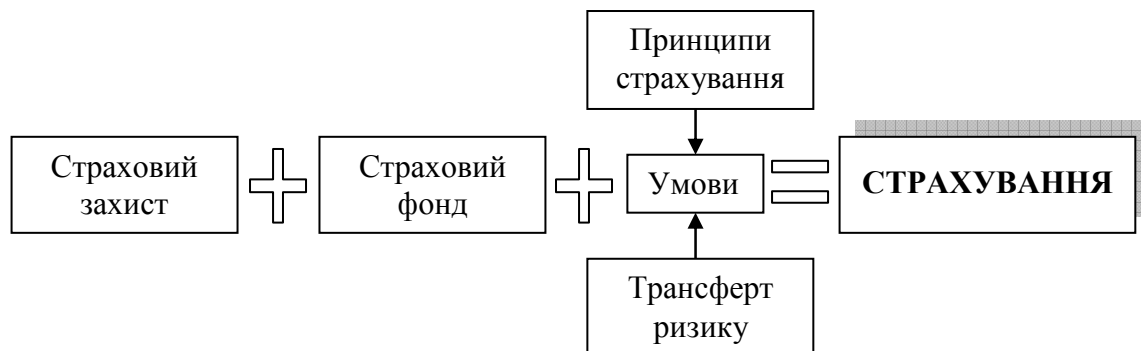 Принципи
страхування
Страховий
захист
Страховий
фонд
Умови
СТРАХУВАННЯ
Трансферт
ризику